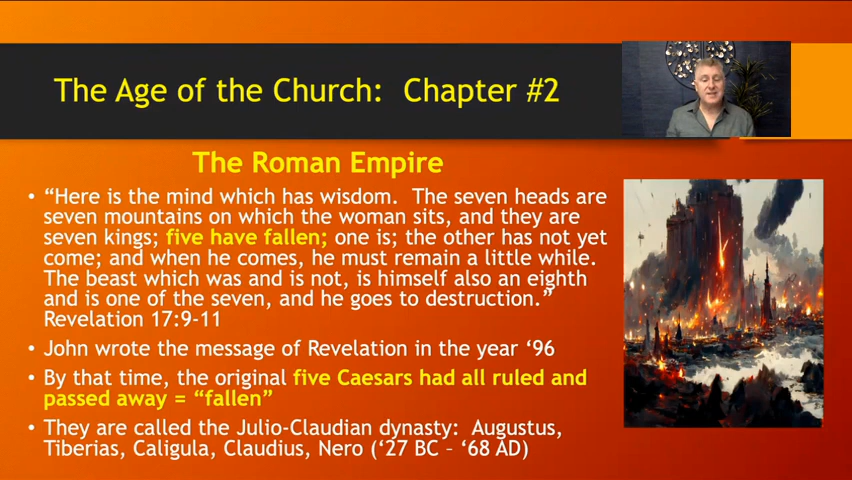 The Age of the Church: Chapter #2
The Roman Empire
• “Here is the mind which has wisdom. The seven heads are
seven mountains on which the woman sits, and they are
seven kings; five have fallen; one is; the other has not yet
come; and when he comes, he must remain a little while.
The beast which was and is not, is himself also an eighth
and is one of the seven, and he goes to destruction.”
Revelation 17:9-11
• John wrote the message of Revelation in the year ‘96
• By that time, the original five Caesars had all ruled and
passed away = “fallen”
• They are called the Julio-Claudian dynasty: Augustus,
Tiberias, Caligula, Claudius, Nero (‘27 BC – ‘68 AD)